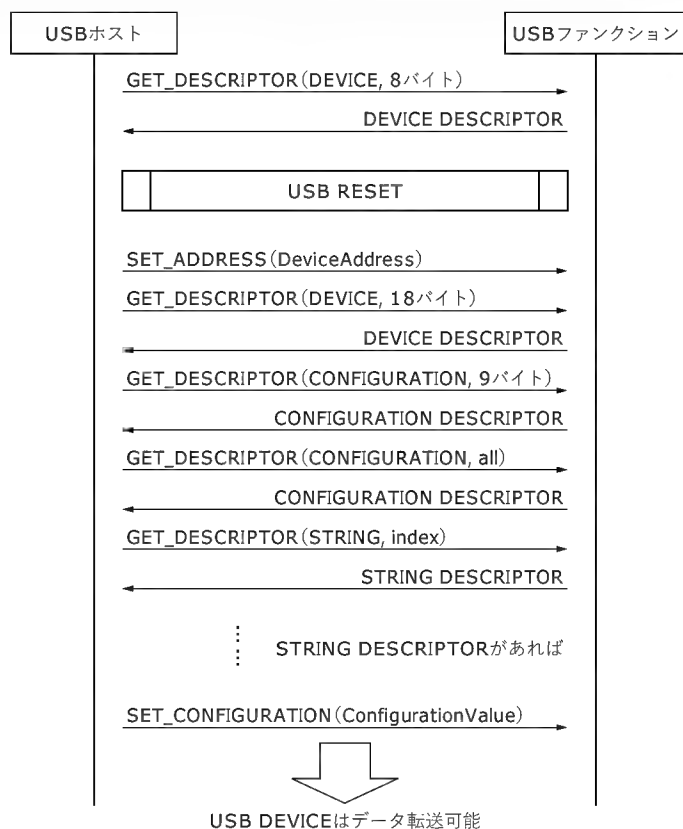 USBホスト
USBファンクション
GET_DESCRIPTOR(DEVICE, 8バイト)
DEVICE DESCRIPTOR
USB RESET
SET_ADDRESS(DeviceAddress)
GET_DESCRIPTOR(DEVICE, 18バイト)
DEVICE DESCRIPTOR
GET_DESCRIPTOR(CONFIGURATION, 9バイト)
CONFIGURATION DESCRIPTOR
GET_DESCRIPTOR(CONFIGURATION, all)
CONFIGURATION DESCRIPTOR
GET_DESCRIPTOR(STRING, index)
STRING DESCRIPTOR
STRING DESCRIPTORがあれば
SET_CONFIGURATION(ConfigurationValue)
USB DEVICEはデータ転送可能